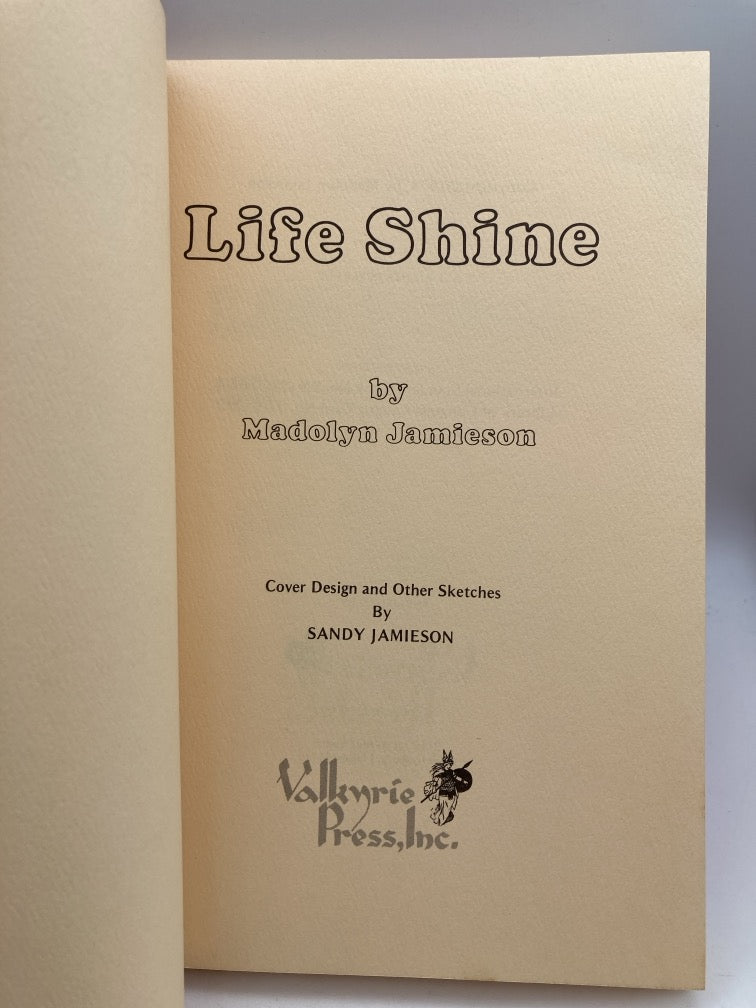 Life Shine
by
Madolyn Jamieson
Cover Design and Other Sketches
By
SANDY JAMIESON
Valkyrie
Press, Inc.